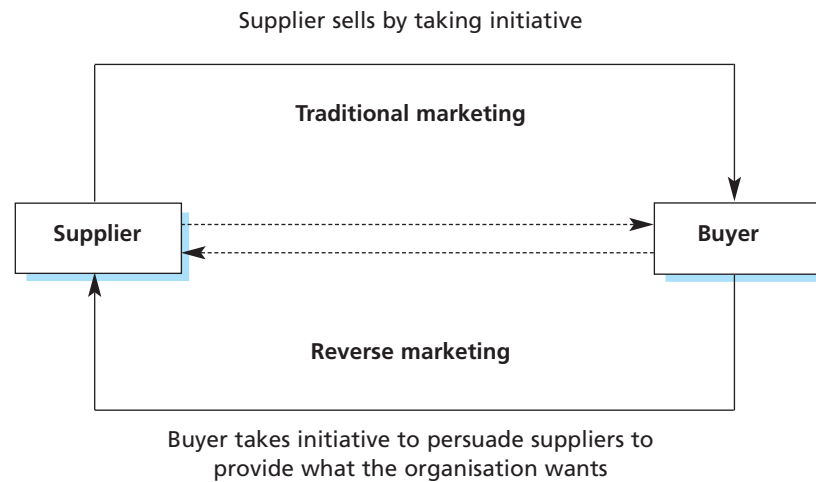 Supplier sells by taking initiative
Traditional marketing
Supplier
Buyer
Reverse marketing
Buyer takes initiative to persuade suppliers to
provide what the organisation wants